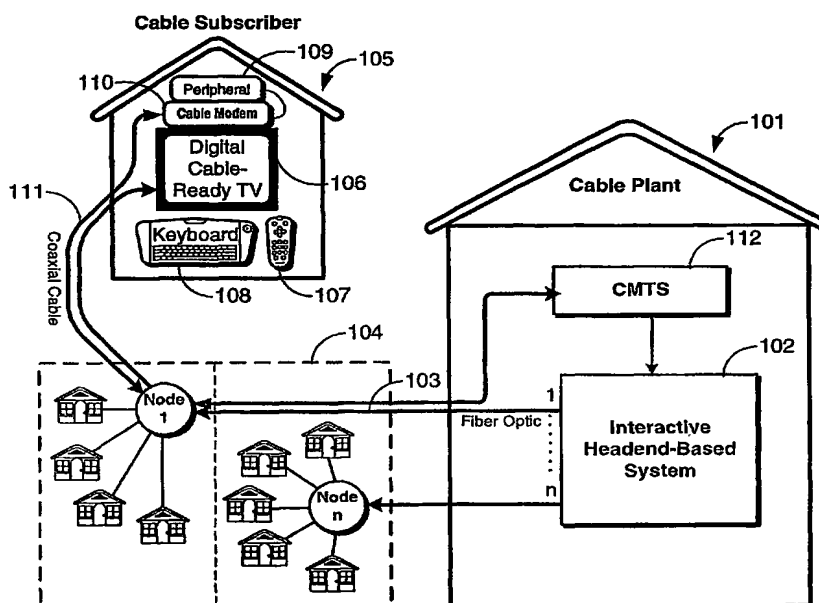 Cable Subscriber
109
105
110
Peripheral
Cable Modem
Digital
Cable-
Ready TV
106
111
Coaxial Cable
Keyboard
108
107
101
Cable Plant
112
CMTS
104
102
103
Node
1
Fiber Optic
1
n
Interactive
Headend-Based
System
Node
n